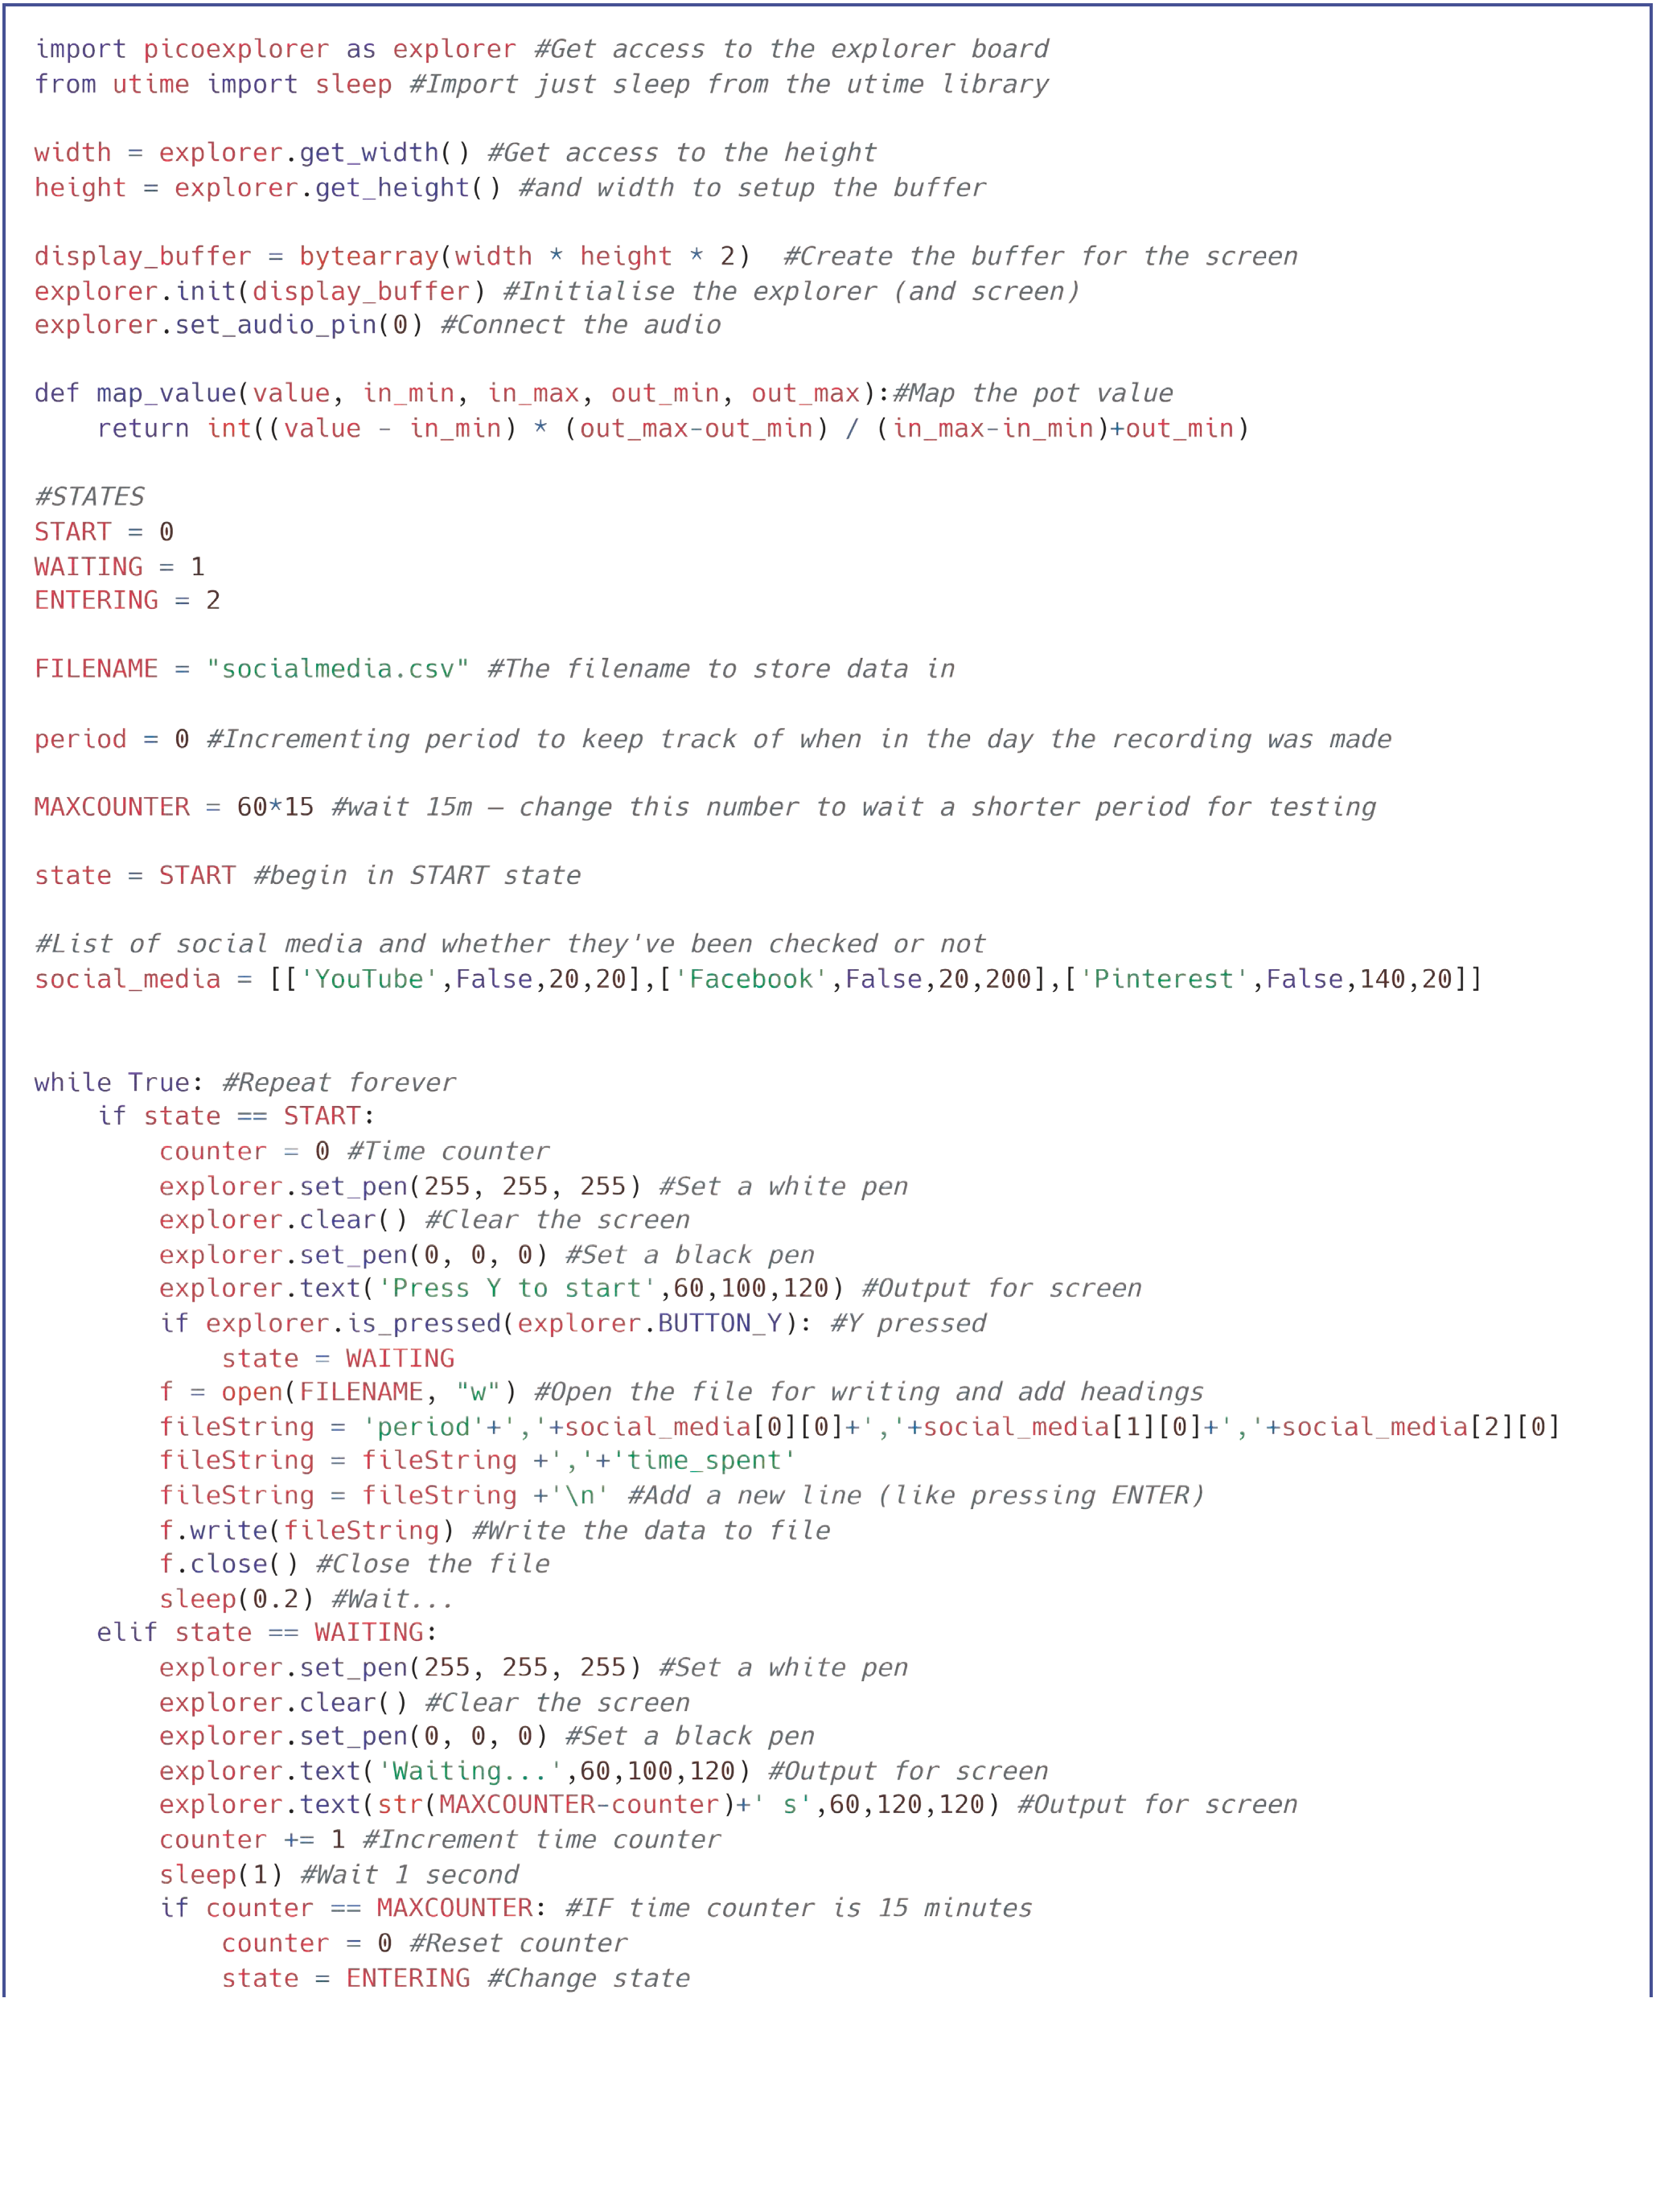 import picoexplorer as explorer #Get access to the explorer board
from utime import sleep #Import just sleep from the utime library

width = explorer.get_width() #Get access to the height
height = explorer.get_height() #and width to setup the buffer

display_buffer = bytearray(width * height * 2)  #Create the buffer for the screen
explorer.init(display_buffer) #Initialise the explorer (and screen)
explorer.set_audio_pin(0) #Connect the audio

def map_value(value, in_min, in_max, out_min, out_max):#Map the pot value
    return int((value - in_min) * (out_max-out_min) / (in_max-in_min)+out_min)

#STATES
START = 0
WAITING = 1
ENTERING = 2

FILENAME = "socialmedia.csv" #The filename to store data in

period = 0 #Incrementing period to keep track of when in the day the recording was made

MAXCOUNTER = 60*15 #wait 15m – change this number to wait a shorter period for testing

state = START #begin in START state

#List of social media and whether they've been checked or not
social_media = [['YouTube',False,20,20],['Facebook',False,20,200],['Pinterest',False,140,20]]

while True: #Repeat forever
    if state == START:
        counter = 0 #Time counter
        explorer.set_pen(255, 255, 255) #Set a white pen
        explorer.clear() #Clear the screen
        explorer.set_pen(0, 0, 0) #Set a black pen
        explorer.text('Press Y to start',60,100,120) #Output for screen
        if explorer.is_pressed(explorer.BUTTON_Y): #Y pressed
            state = WAITING
        f = open(FILENAME, "w") #Open the file for writing and add headings
        fileString = 'period'+','+social_media[0][0]+','+social_media[1][0]+','+social_media[2][0]
        fileString = fileString +','+'time_spent'
        fileString = fileString +'\n' #Add a new line (like pressing ENTER)
        f.write(fileString) #Write the data to file
        f.close() #Close the file
        sleep(0.2) #Wait...
    elif state == WAITING:
        explorer.set_pen(255, 255, 255) #Set a white pen
        explorer.clear() #Clear the screen
        explorer.set_pen(0, 0, 0) #Set a black pen
        explorer.text('Waiting...',60,100,120) #Output for screen
        explorer.text(str(MAXCOUNTER-counter)+' s',60,120,120) #Output for screen
        counter += 1 #Increment time counter
        sleep(1) #Wait 1 second
        if counter == MAXCOUNTER: #IF time counter is 15 minutes
            counter = 0 #Reset counter
            state = ENTERING #Change state